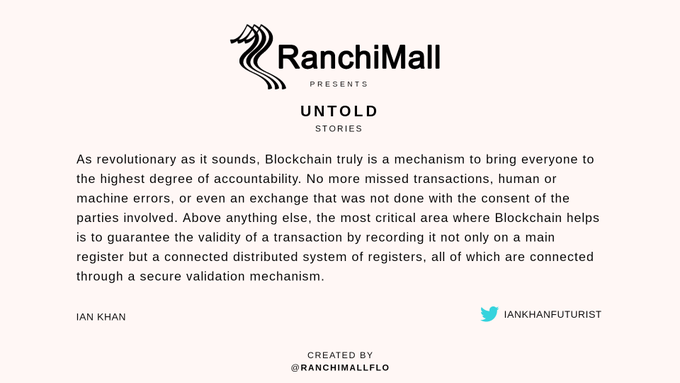 RanchiMall
PRESENTS
UNTOLD
STORIES
As revolutionary as it sounds, Blockchain truly is a mechanism to bring everyone to
the highest degree of accountability. No more missed transactions, human or
machine errors, or even an exchange that was not done with the consent of the
parties involved. Above anything else, the most critical area where Blockchain helps
is to guarantee the validity of a transaction by recording it not only on a main
register but a connected distributed system of registers, all of which are connected
through a secure validation mechanism.
IAN KHAN
IANKHANFUTURIST
CREATED BY
@RANCHIMALLFLO